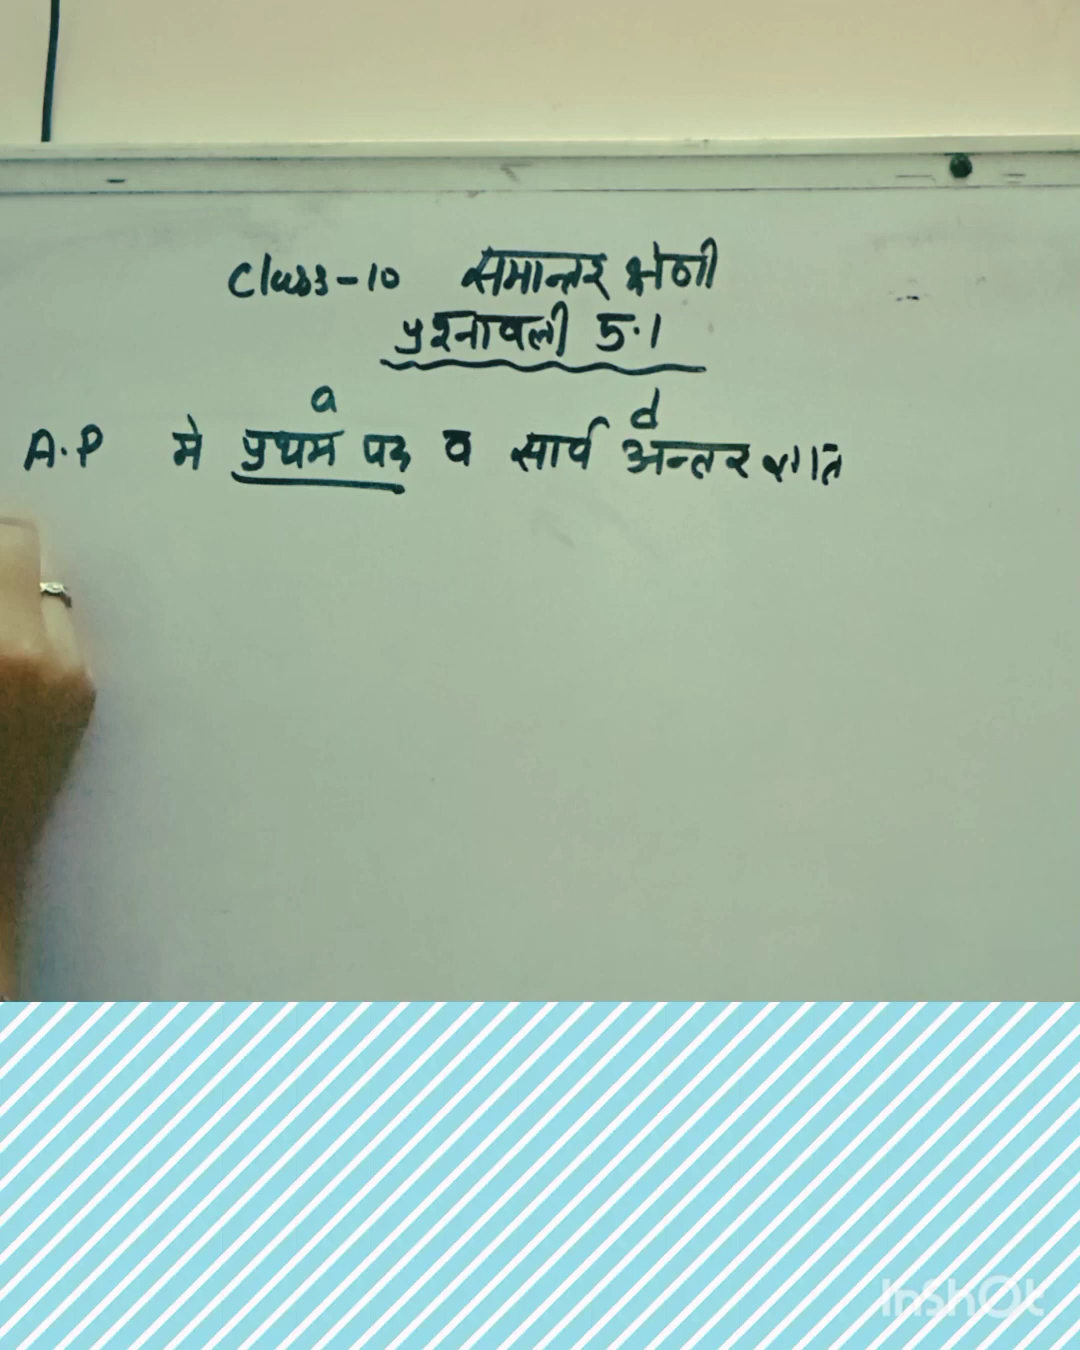 Class-10 समान्तर श्रेणी
प्रश्नावली 5.1
a d
A.P मे प्रथम पद व सार्व अन्तर
InShOt